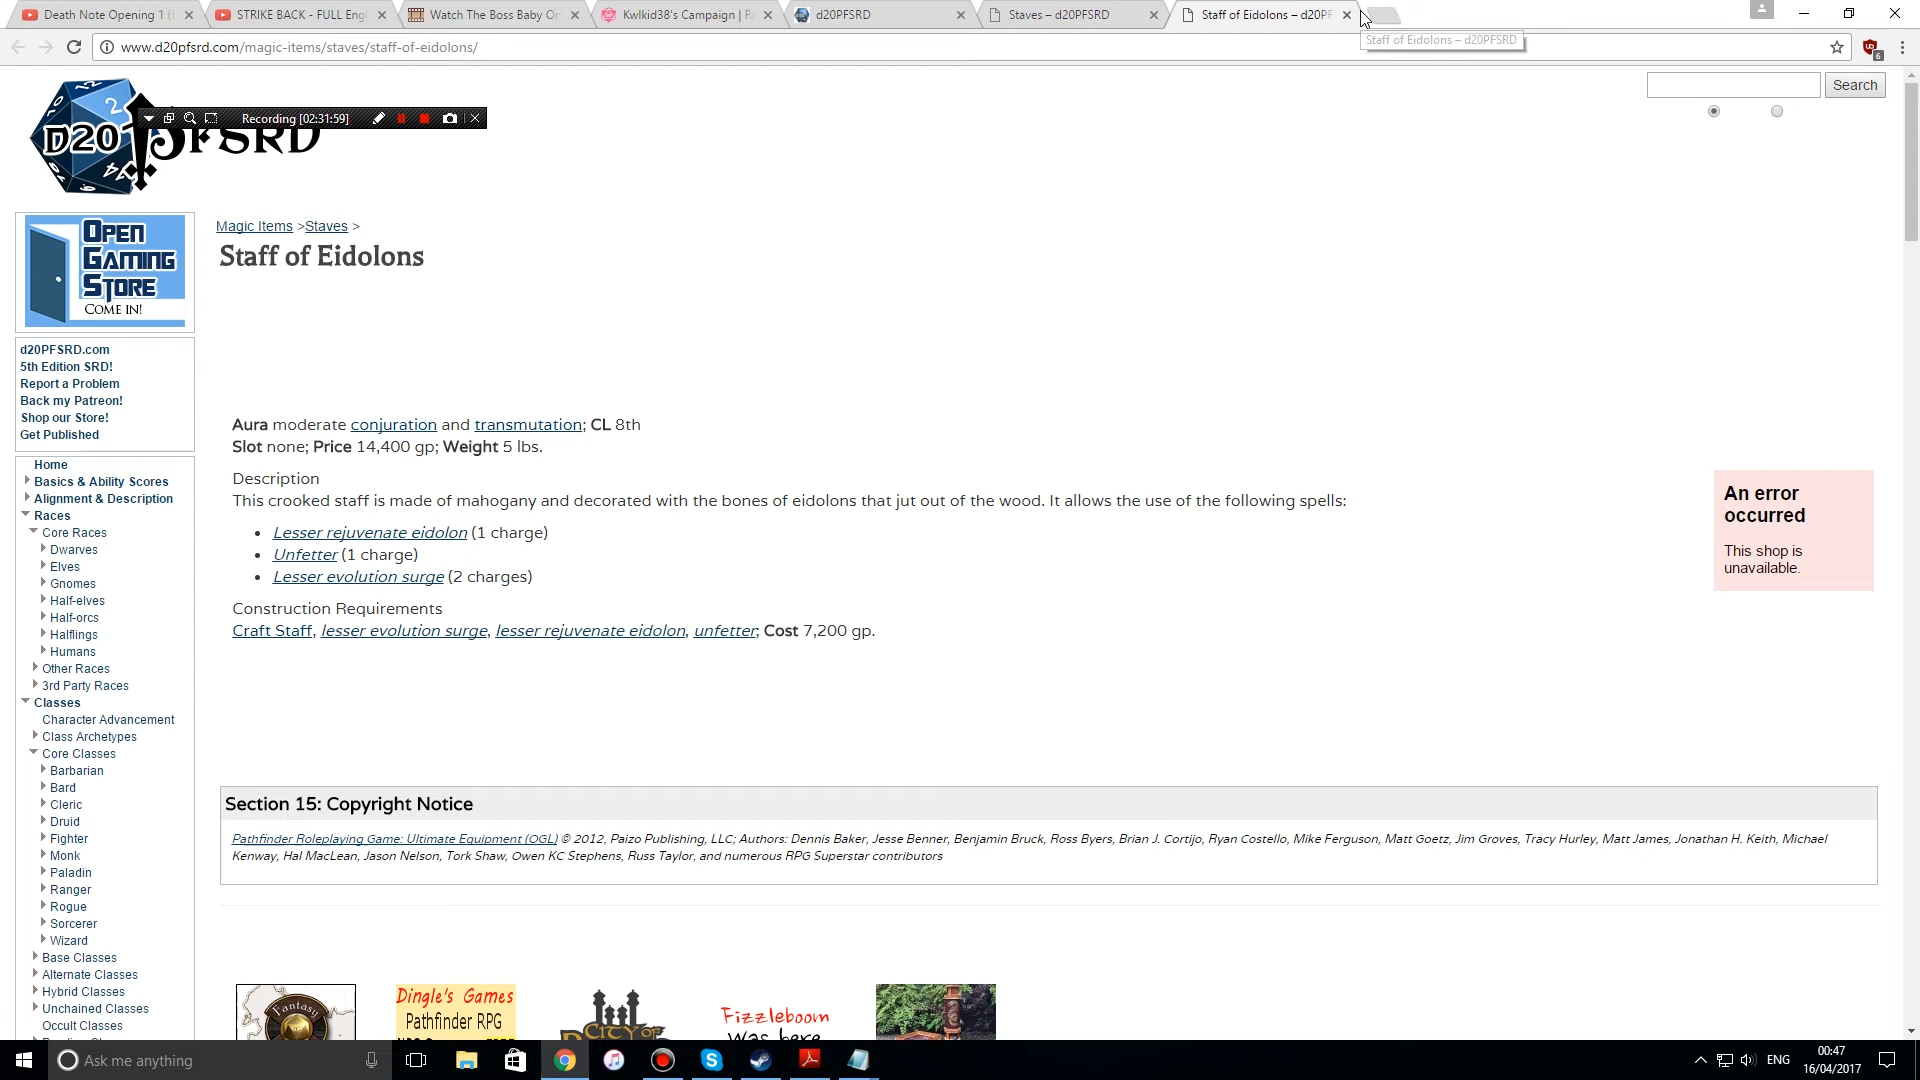 Death Note Opening 1 (
STRIKE BACK - FULL Engl
Watch The Boss Baby On
Kwlkid38's Campaign | R
d20PFSRD
Staves – d20PFSRD
Staff of Eidolons – d20PF
www.d20pfsrd.com/magic-items/staves/staff-of-eidolons/
Staff of Eidolons – d20PFSRD
6
Search
Recording [02:31:59]
D20 PFSRD
OPEN
GAMING
STORE
COME IN!
Magic Items >Staves >
Staff of Eidolons
d20PFSRD.com
5th Edition SRD!
Report a Problem
Back my Patreon!
Shop our Store!
Get Published
Home
Basics & Ability Scores
Alignment & Description
Races
Core Races
Dwarves
Elves
Gnomes
Half-elves
Half-orcs
Halflings
Humans
Other Races
3rd Party Races
Classes
Character Advancement
Class Archetypes
Core Classes
Barbarian
Bard
Cleric
Druid
Fighter
Monk
Paladin
Ranger
Rogue
Sorcerer
Wizard
Base Classes
Alternate Classes
Hybrid Classes
Unchained Classes
Occult Classes
Aura moderate conjuration and transmutation; CL 8th
Slot none; Price 14,400 gp; Weight 5 lbs.
Description
This crooked staff is made of mahogany and decorated with the bones of eidolons that jut out of the wood. It allows the use of the following spells:
• Lesser rejuvenate eidolon (1 charge)
• Unfetter (1 charge)
• Lesser evolution surge (2 charges)
Construction Requirements
Craft Staff, lesser evolution surge, lesser rejuvenate eidolon, unfetter; Cost 7,200 gp.
An error
occurred
This shop is
unavailable.
Section 15: Copyright Notice
Pathfinder Roleplaying Game: Ultimate Equipment (OGL) © 2012, Paizo Publishing, LLC; Authors: Dennis Baker, Jesse Benner, Benjamin Bruck, Ross Byers, Brian J. Cortijo, Ryan Costello, Mike Ferguson, Matt Goetz, Jim Groves, Tracy Hurley, Matt James, Jonathan H. Keith, Michael
Kenway, Hal MacLean, Jason Nelson, Tork Shaw, Owen KC Stephens, Russ Taylor, and numerous RPG Superstar contributors
Fantasy
Dingle's Games
Pathfinder RPG
CITY OF
Fizzleboom
was here
Ask me anything
ENG
00:47
16/04/2017